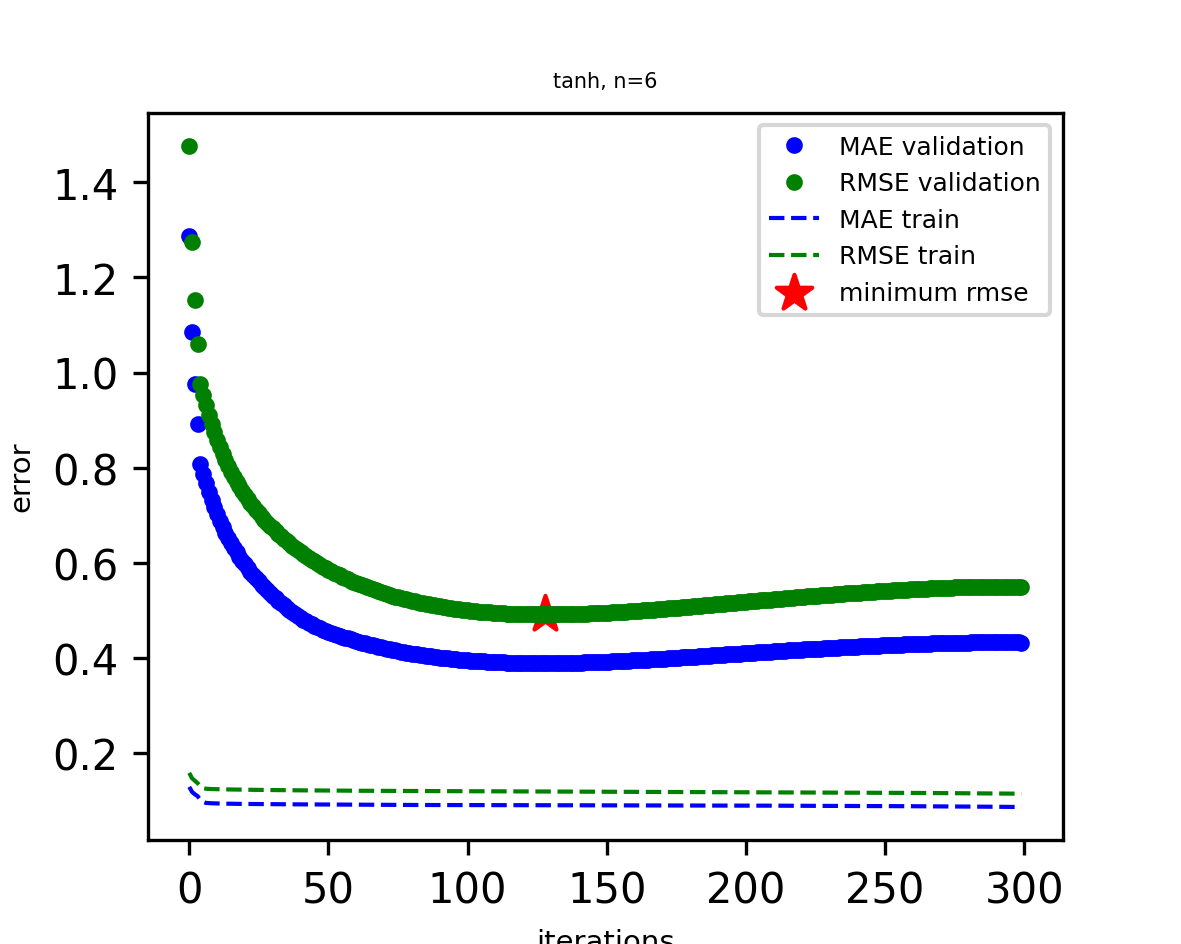 tanh, n=6
MAE validation
RMSE validation
MAE train
RMSE train
minimum rmse
error
1.4
1.2
1.0
0.8
0.6
0.4
0.2
0 50 100 150 200 250 300
iterations